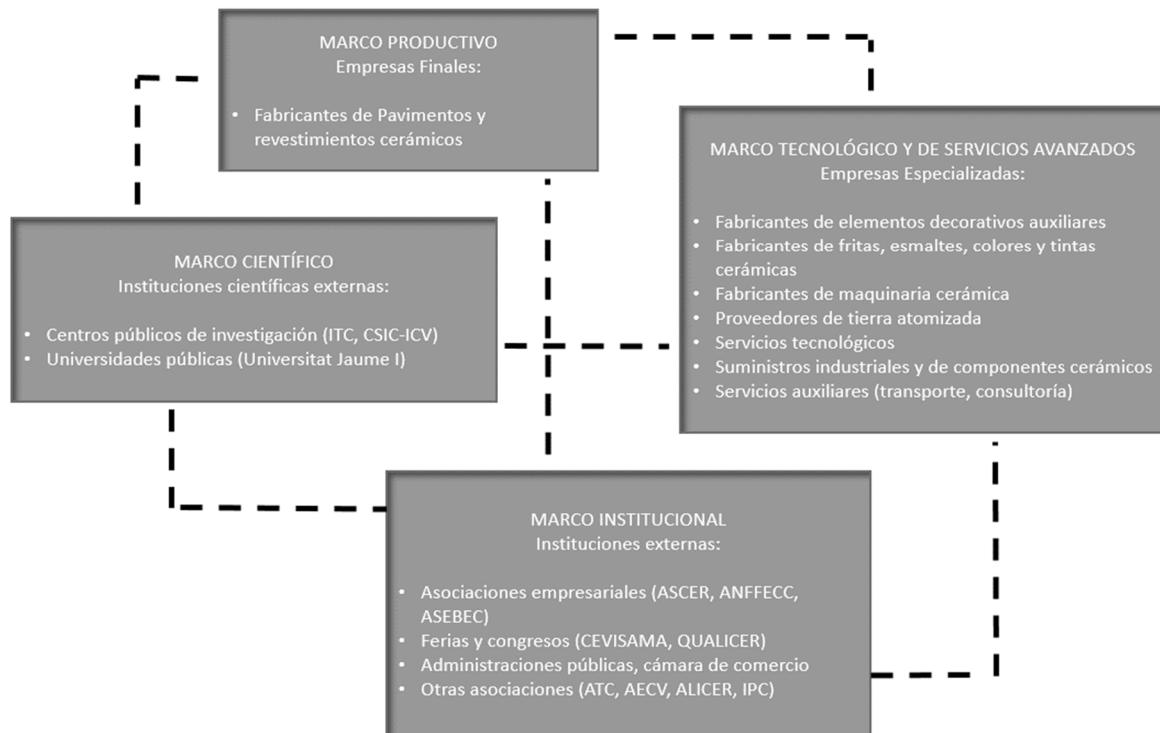 MARCO PRODUCTIVO
Empresas Finales:
• Fabricantes de Pavimentos y
revestimientos cerámicos
MARCO TECNOLÓGICO Y DE SERVICIOS AVANZADOS
Empresas Especializadas:
• Fabricantes de elementos decorativos auxiliares
• Fabricantes de fritas, esmaltes, colores y tintas
cerámicas
• Fabricantes de maquinaria cerámica
• Proveedores de tierra atomizada
• Servicios tecnológicos
• Suministros industriales y de componentes cerámicos
• Servicios auxiliares (transporte, consultoría)
MARCO CIENTÍFICO
Instituciones científicas externas:
• Centros públicos de investigación (ITC, CSIC-ICV)
• Universidades públicas (Universitat Jaume I)
MARCO INSTITUCIONAL
Instituciones externas:
• Asociaciones empresariales (ASCER, ANFFECC,
ASEBEC)
• Ferias y congresos (CEVISAMA, QUALICER)
• Administraciones públicas, cámara de comercio
• Otras asociaciones (ATC, AECV, ALICER, IPC)